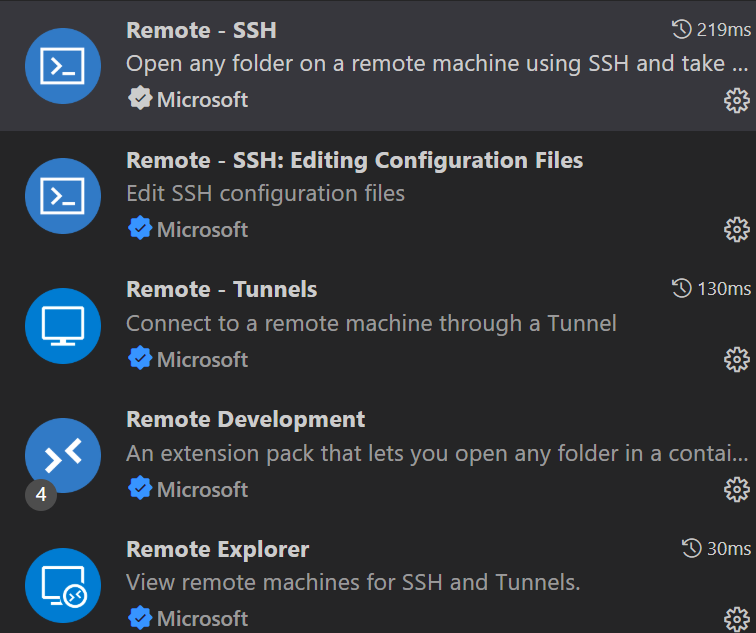 Remote - SSH
219ms
Open any folder on a remote machine using SSH and take ...
Microsoft
Remote - SSH: Editing Configuration Files
Edit SSH configuration files
Microsoft
Remote - Tunnels
130ms
Connect to a remote machine through a Tunnel
Microsoft
Remote Development
An extension pack that lets you open any folder in a contai...
4
Microsoft
Remote Explorer
30ms
View remote machines for SSH and Tunnels.
Microsoft